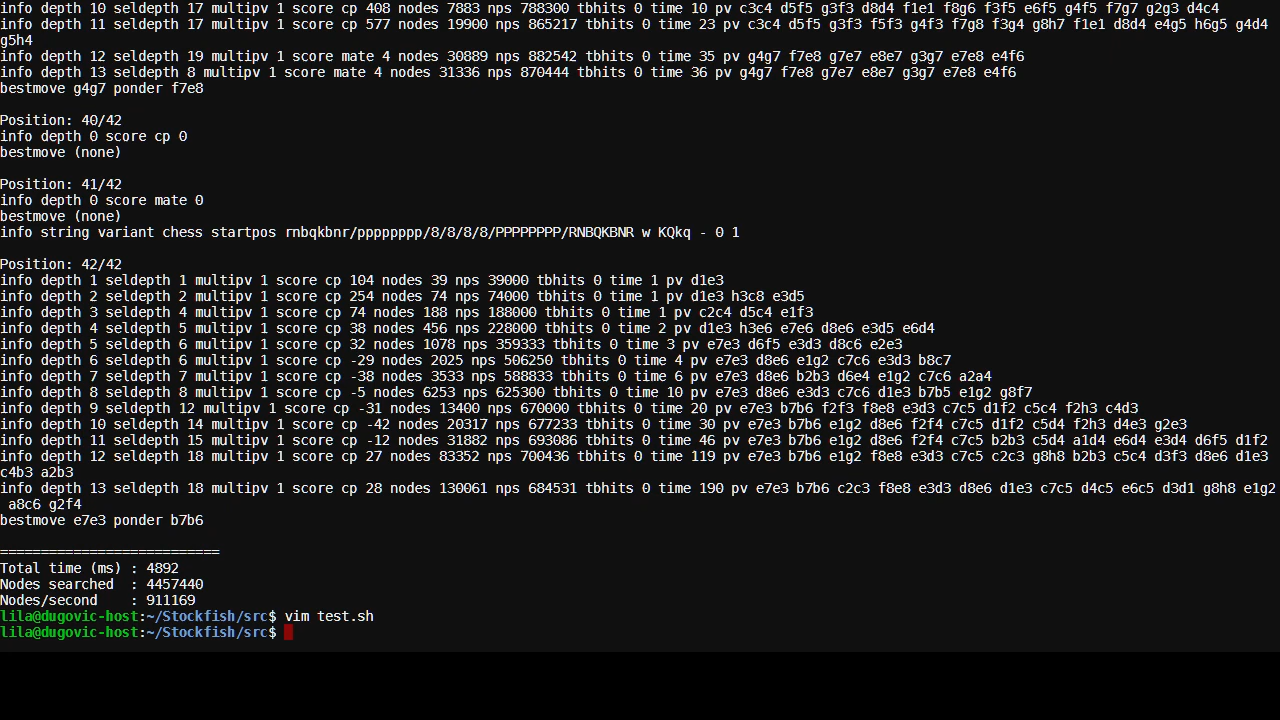 info depth 10 seldepth 17 multipv 1 score cp 408 nodes 7883 nps 788300 tbhits 0 time 10 pv c3c4 d5f5 g3f3 d8d4 f1e1 f8g6 f3f5 e6f5 g4f5 f7g7 g2g3 d4c4
info depth 11 seldepth 17 multipv 1 score cp 577 nodes 19900 nps 865217 tbhits 0 time 23 pv c3c4 d5f5 g3f3 f5f3 g4f3 f7g8 f3g4 g8h7 f1e1 d8d4 e4g5 h6g5 g4d4
g5h4
info depth 12 seldepth 19 multipv 1 score mate 4 nodes 30889 nps 882542 tbhits 0 time 35 pv g4g7 f7e8 g7e7 e8e7 g3g7 e7e8 e4f6
info depth 13 seldepth 8 multipv 1 score mate 4 nodes 31336 nps 870444 tbhits 0 time 36 pv g4g7 f7e8 g7e7 e8e7 g3g7 e7e8 e4f6
bestmove g4g7 ponder f7e8
Position: 40/42
info depth 0 score cp 0
bestmove (none)
Position: 41/42
info depth 0 score mate 0
bestmove (none)
info string variant chess startpos rnbqkbnr/pppppppp/8/8/8/8/PPPPPPPP/RNBQKBNR w KQkq - 0 1
Position: 42/42
info depth 1 seldepth 1 multipv 1 score cp 104 nodes 39 nps 39000 tbhits 0 time 1 pv d1e3
info depth 2 seldepth 2 multipv 1 score cp 254 nodes 74 nps 74000 tbhits 0 time 1 pv d1e3 h3c8 e3d5
info depth 3 seldepth 4 multipv 1 score cp 74 nodes 188 nps 188000 tbhits 0 time 1 pv c2c4 d5c4 e1f3
info depth 4 seldepth 5 multipv 1 score cp 38 nodes 456 nps 228000 tbhits 0 time 2 pv d1e3 h3e6 e7e6 d8e6 e3d5 e6d4
info depth 5 seldepth 6 multipv 1 score cp 32 nodes 1078 nps 359333 tbhits 0 time 3 pv e7e3 d6f5 e3d3 d8c6 e2e3
info depth 6 seldepth 6 multipv 1 score cp -29 nodes 2025 nps 506250 tbhits 0 time 4 pv e7e3 d8e6 e1g2 c7c6 e3d3 b8c7
info depth 7 seldepth 7 multipv 1 score cp -38 nodes 3533 nps 588833 tbhits 0 time 6 pv e7e3 d8e6 b2b3 d6e4 e1g2 c7c6 a2a4
info depth 8 seldepth 8 multipv 1 score cp -5 nodes 6253 nps 625300 tbhits 0 time 10 pv e7e3 d8e6 e3d3 c7c6 d1e3 b7b5 e1g2 g8f7
info depth 9 seldepth 12 multipv 1 score cp -31 nodes 13400 nps 670000 tbhits 0 time 20 pv e7e3 b7b6 f2f3 f8e8 e3d3 c7c5 d1f2 c5c4 f2h3 c4d3
info depth 10 seldepth 14 multipv 1 score cp -42 nodes 20317 nps 677233 tbhits 0 time 30 pv e7e3 b7b6 e1g2 d8e6 f2f4 c7c5 d1f2 c5d4 f2h3 d4e3 g2e3
info depth 11 seldepth 15 multipv 1 score cp -12 nodes 31882 nps 693086 tbhits 0 time 46 pv e7e3 b7b6 e1g2 d8e6 f2f4 c7c5 b2b3 c5d4 a1d4 e6d4 e3d4 d6f5 d1f2
info depth 12 seldepth 18 multipv 1 score cp 27 nodes 83352 nps 700436 tbhits 0 time 119 pv e7e3 b7b6 e1g2 f8e8 e3d3 c7c5 c2c3 g8h8 b2b3 c5c4 d3f3 d8e6 d1e3
c4b3 a2b3
info depth 13 seldepth 18 multipv 1 score cp 28 nodes 130061 nps 684531 tbhits 0 time 190 pv e7e3 b7b6 c2c3 f8e8 e3d3 d8e6 d1e3 c7c5 d4c5 e6c5 d3d1 g8h8 e1g2
a8c6 g2f4
bestmove e7e3 ponder b7b6
===========================
Total time (ms) : 4892
Nodes searched  : 4457440
Nodes/second    : 911169
lila@dugovic-host:~/Stockfish/src$ vim test.sh
lila@dugovic-host:~/Stockfish/src$